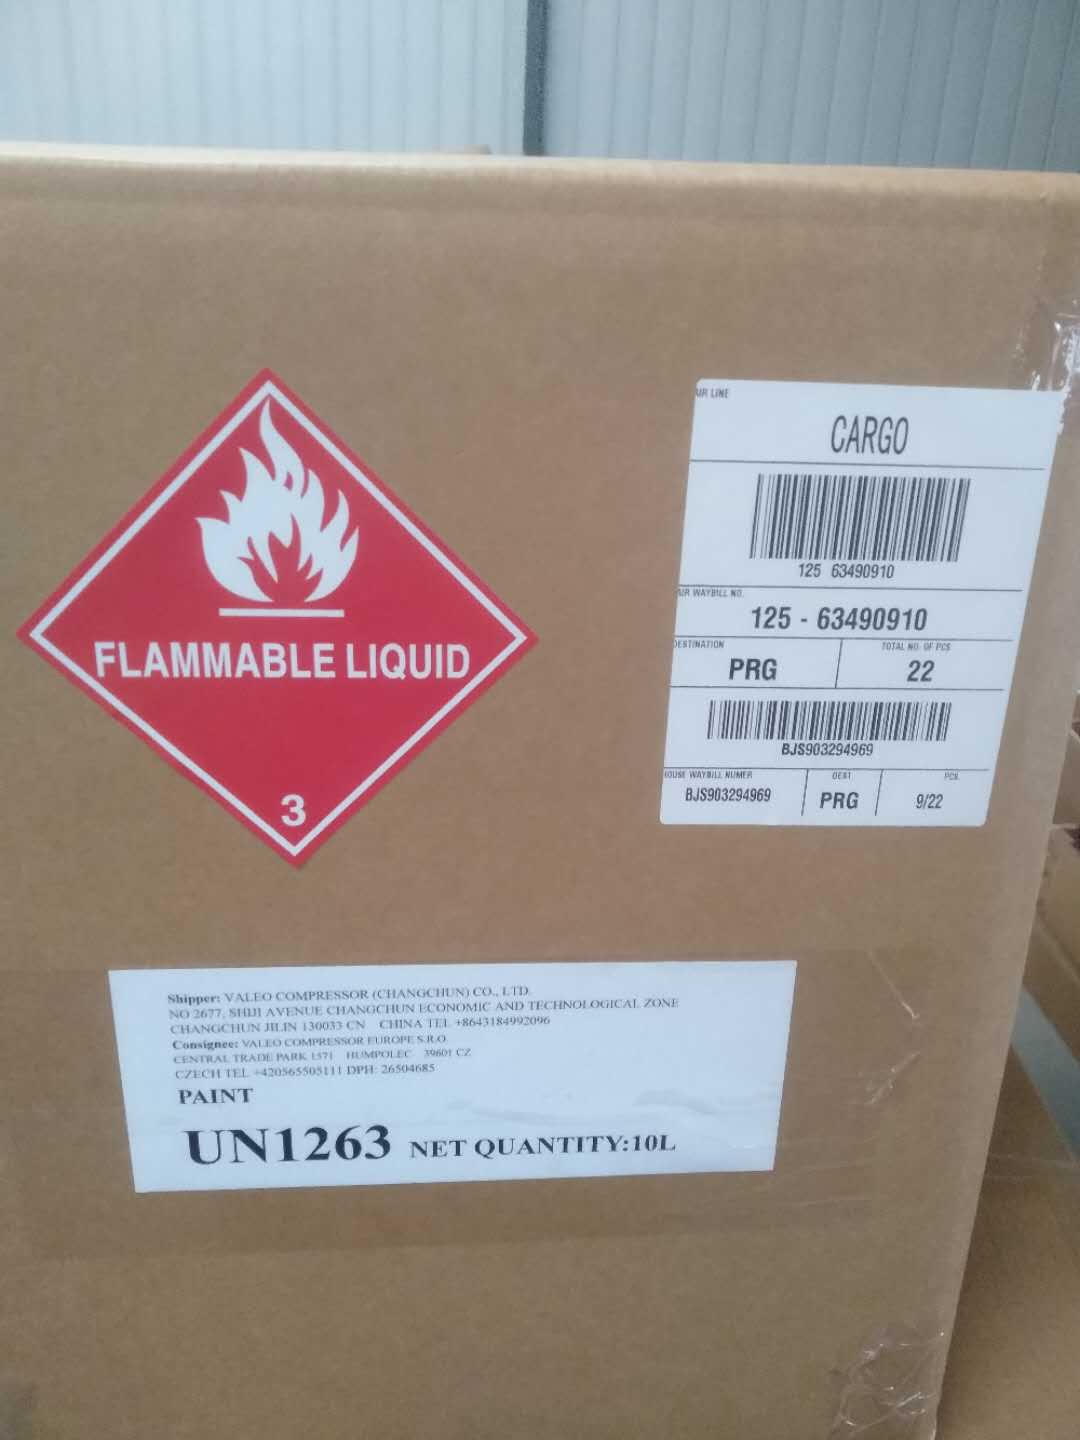 FLAMMABLE LIQUID
3
AIR LINE
CARGO
125 63490910
AIR WAYBILL NO.
125 - 63490910
DESTINATION
TOTAL NO. OF PCS
PRG
22
BJS903294969
HOUSE WAYBILL NUMER
DEST
PCS
BJS903294969
PRG
9/22
Shipper: VALEO COMPRESSOR (CHANGCHUN) CO., LTD.
NO 2677, SHIJI AVENUE CHANGCHUN ECONOMIC AND TECHNOLOGICAL ZONE
CHANGCHUN JILIN 130033 CN CHINA TEL +8643184992096
Consignee: VALEO COMPRESSOR EUROPE S.R.O.
CENTRAL TRADE PARK 1571 HUMPOLEC 39601 CZ
CZECH TEL +420565505111 DPH: 26504685
PAINT
UN1263 NET QUANTITY:10L